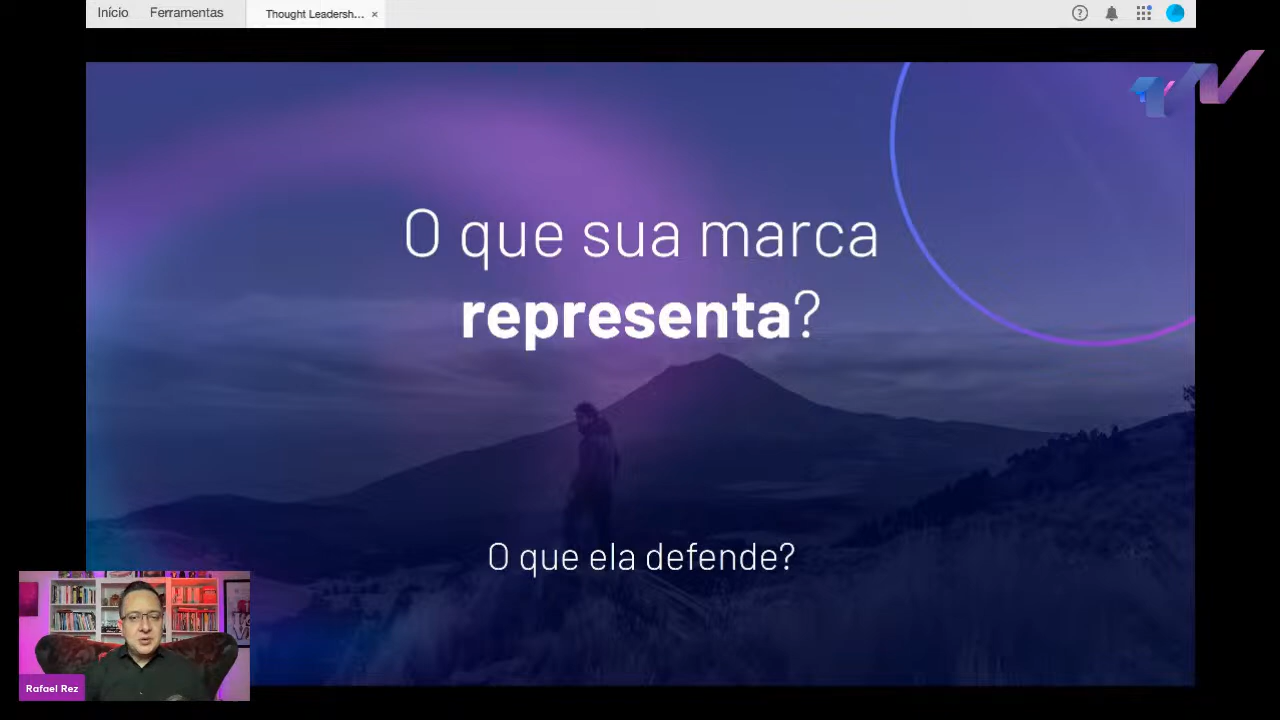 Início Ferramentas Thought Leadersh... ×
O que sua marca
representa?
O que ela defende?
Rafael Rez